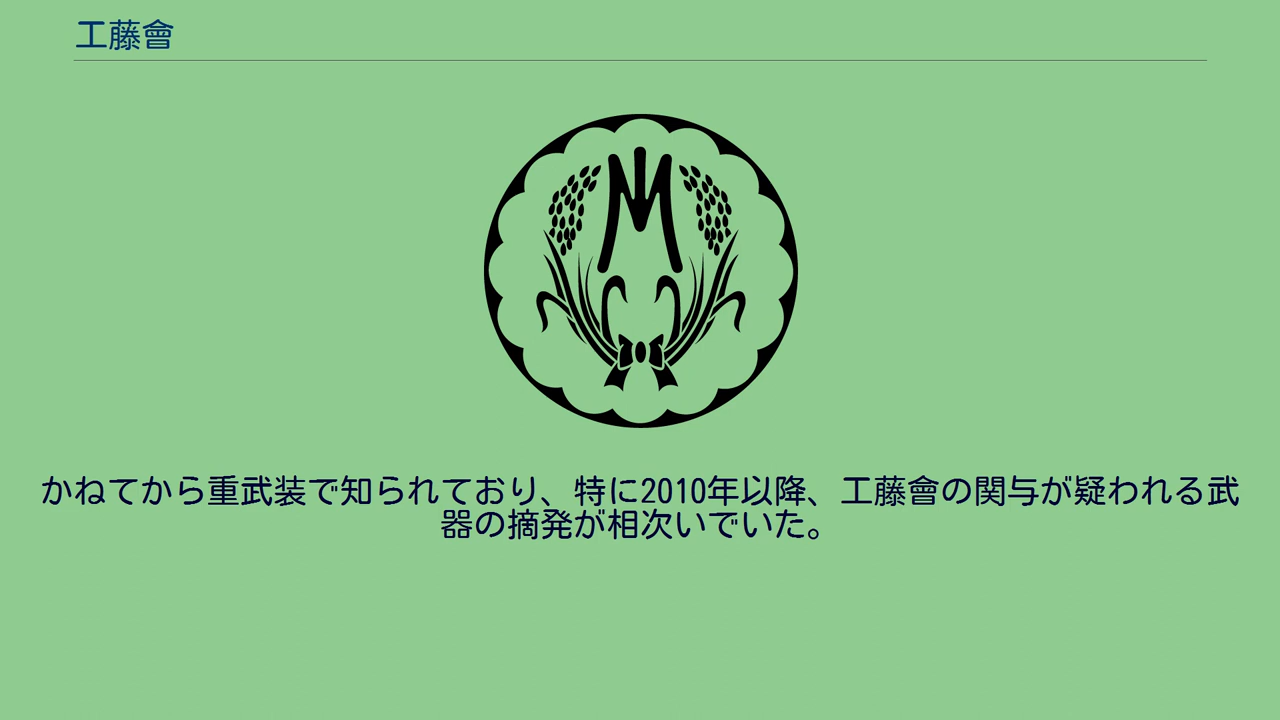 工藤會
かねてから重武装で知られており、特に2010年以降、工藤會の関与が疑われる武
器の摘発が相次いでいた。